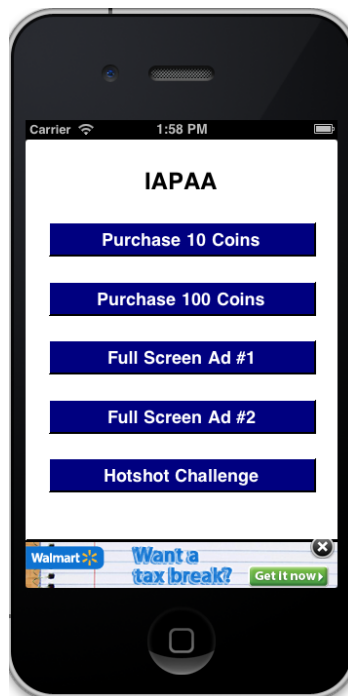 Carrier 1:58 PM
IAPAA
Purchase 10 Coins
Purchase 100 Coins
Full Screen Ad #1
Full Screen Ad #2
Hotshot Challenge
Walmart
Want a
tax break?
Get it now